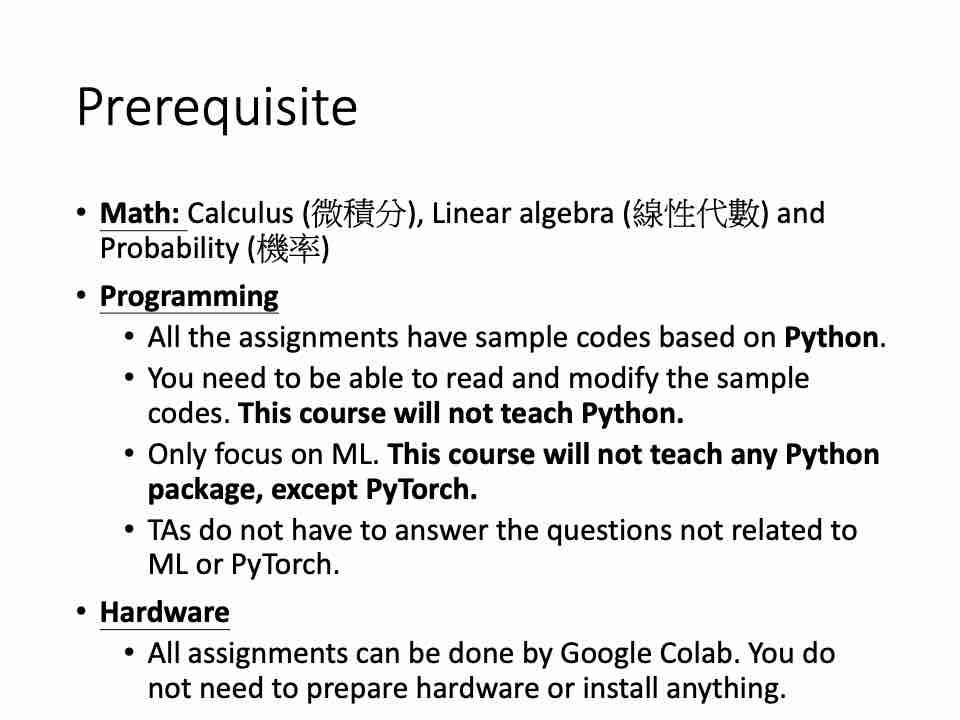 Prerequisite
• Math: Calculus (微積分), Linear algebra (線性代數) and
Probability (機率)
• Programming
• All the assignments have sample codes based on Python.
• You need to be able to read and modify the sample
codes. This course will not teach Python.
• Only focus on ML. This course will not teach any Python
package, except PyTorch.
• TAs do not have to answer the questions not related to
ML or PyTorch.
• Hardware
• All assignments can be done by Google Colab. You do
not need to prepare hardware or install anything.